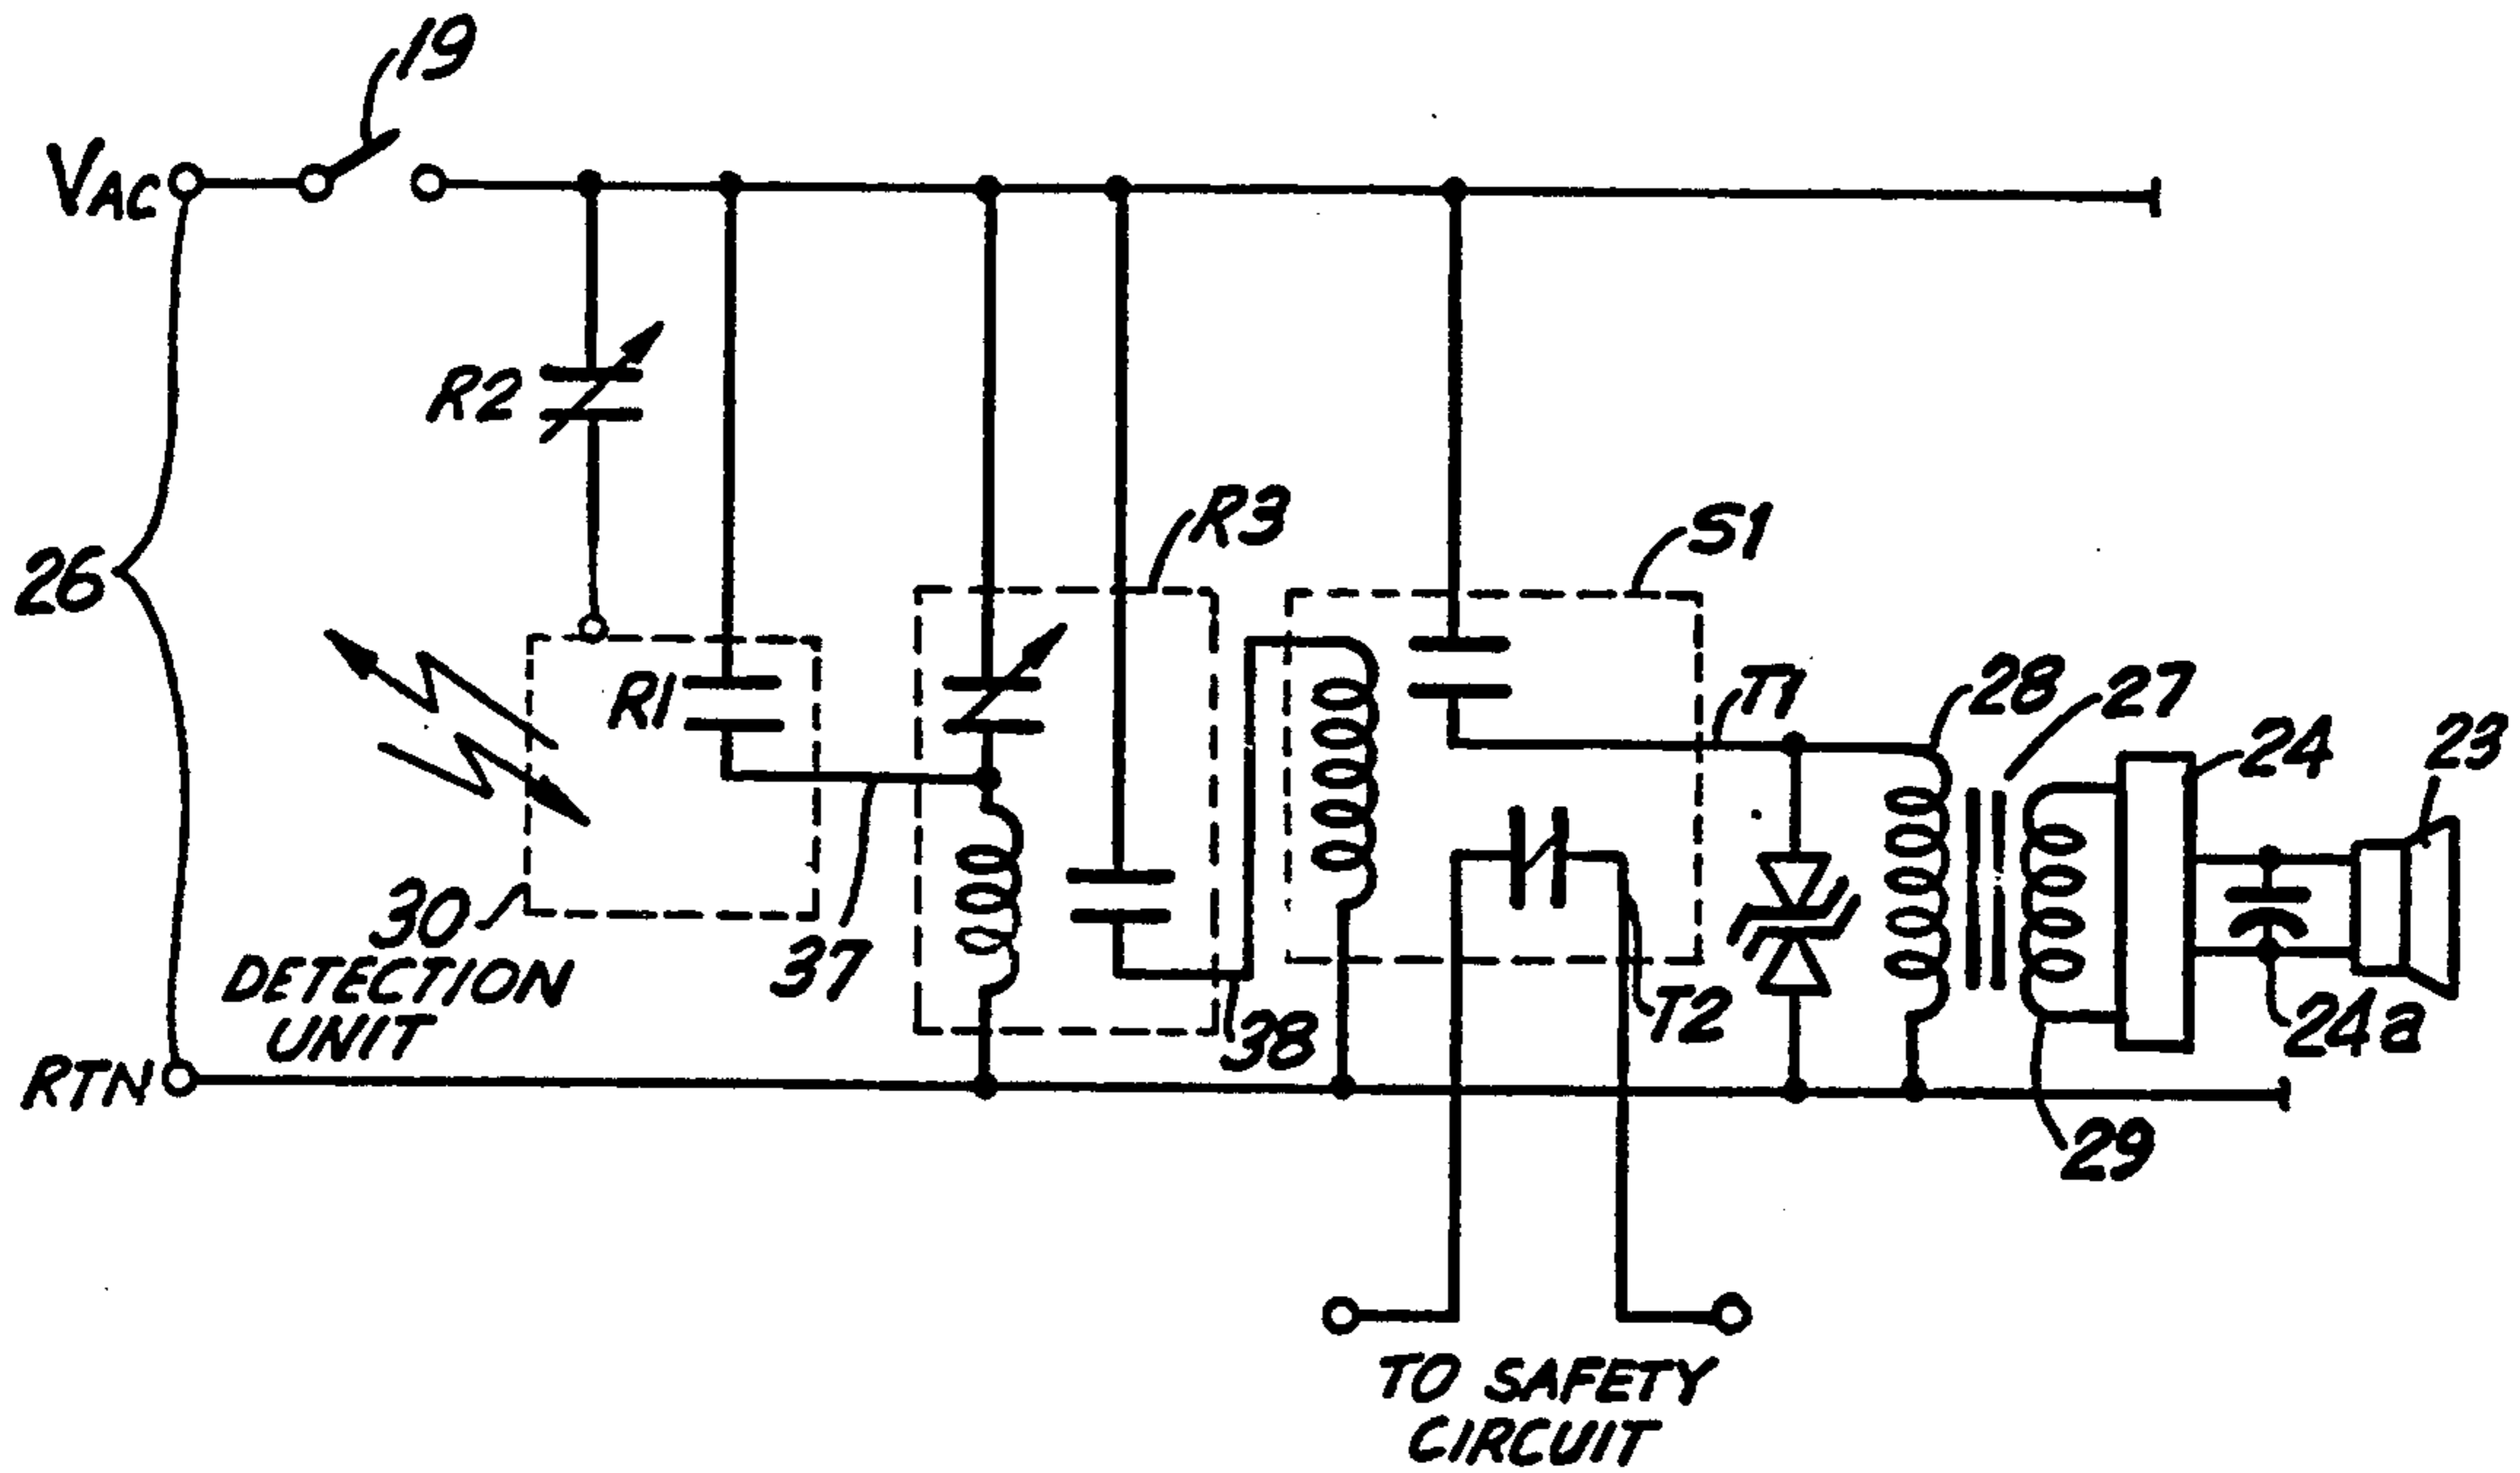 19
VAC
R2
R3
S1
26
R1
T1
28
27
24
23
30
37
DETECTION
UNIT
38
T2
24a
RTN
29
TO SAFETY
CIRCUIT